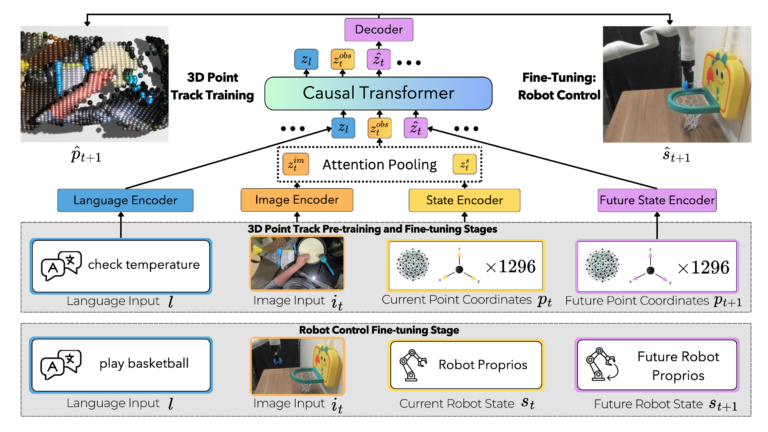 Decoder
3D Point
Track Training
z_l z_t^{obs} \hat{z}_t •••
Fine-Tuning:
Robot Control
Causal Transformer
••• z_l z_t^{obs} \hat{z}_t •••
\hat{p}_{t+1}
\hat{s}_{t+1}
z_t^{im} Attention Pooling z_t^s
Language Encoder
Image Encoder
State Encoder
Future State Encoder
3D Point Track Pre-training and Fine-tuning Stages
A 文 check temperature
x y z ×1296
x y z ×1296
Language Input l
Image Input i_t
Current Point Coordinates p_t
Future Point Coordinates p_{t+1}
Robot Control Fine-tuning Stage
A 文 play basketball
Robot Proprios
Future Robot
Proprios
Language Input l
Image Input i_t
Current Robot State s_t
Future Robot State s_{t+1}